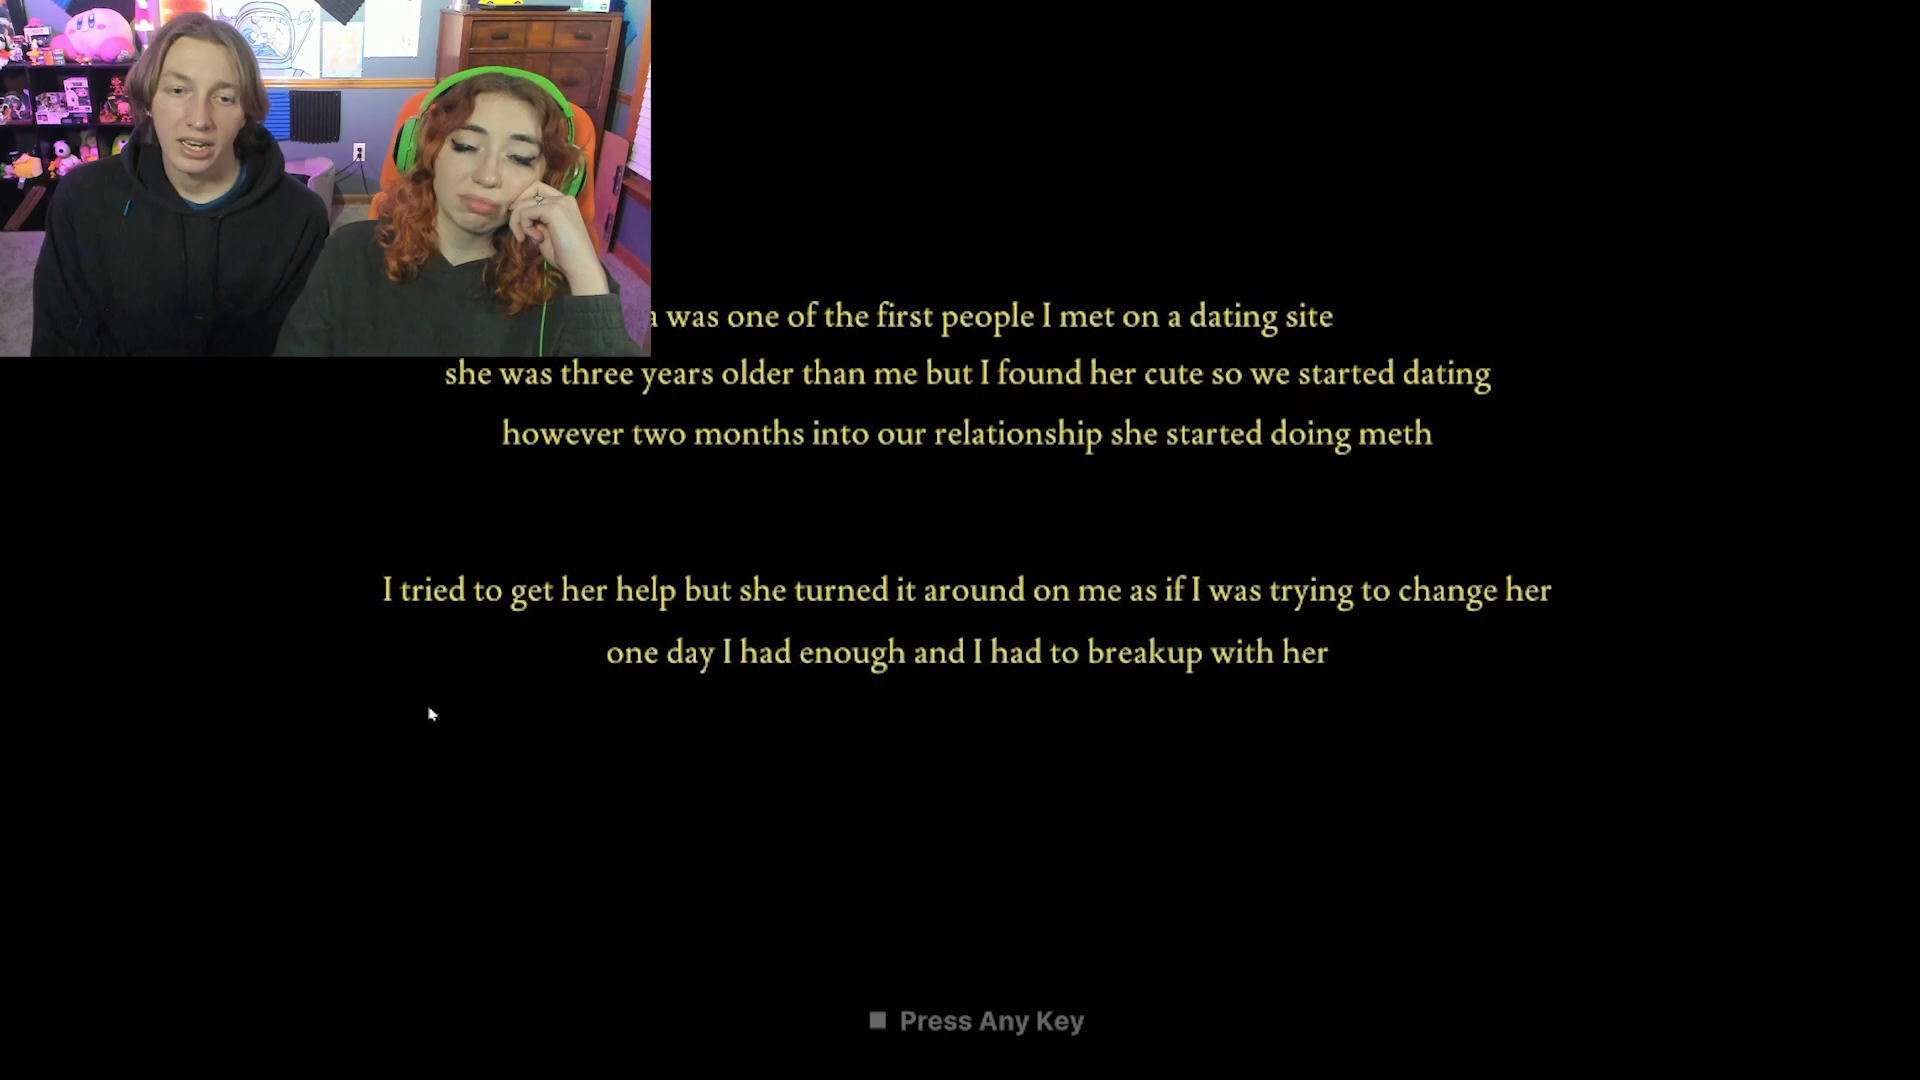 was one of the first people I met on a dating site
she was three years older than me but I found her cute so we started dating
however two months into our relationship she started doing meth
I tried to get her help but she turned it around on me as if I was trying to change her
one day I had enough and I had to breakup with her
Press Any Key